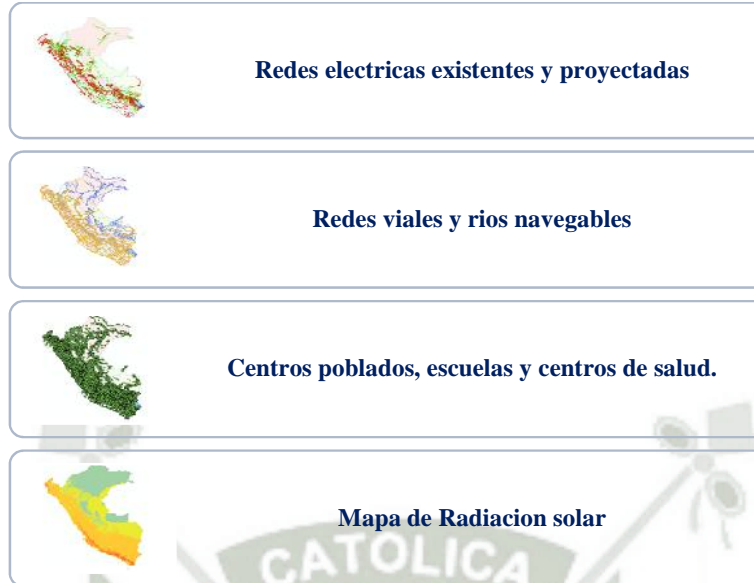 Redes electricas existentes y proyectadas
Redes viales y rios navegables
Centros poblados, escuelas y centros de salud.
Mapa de Radiacion solar
CATOLICA